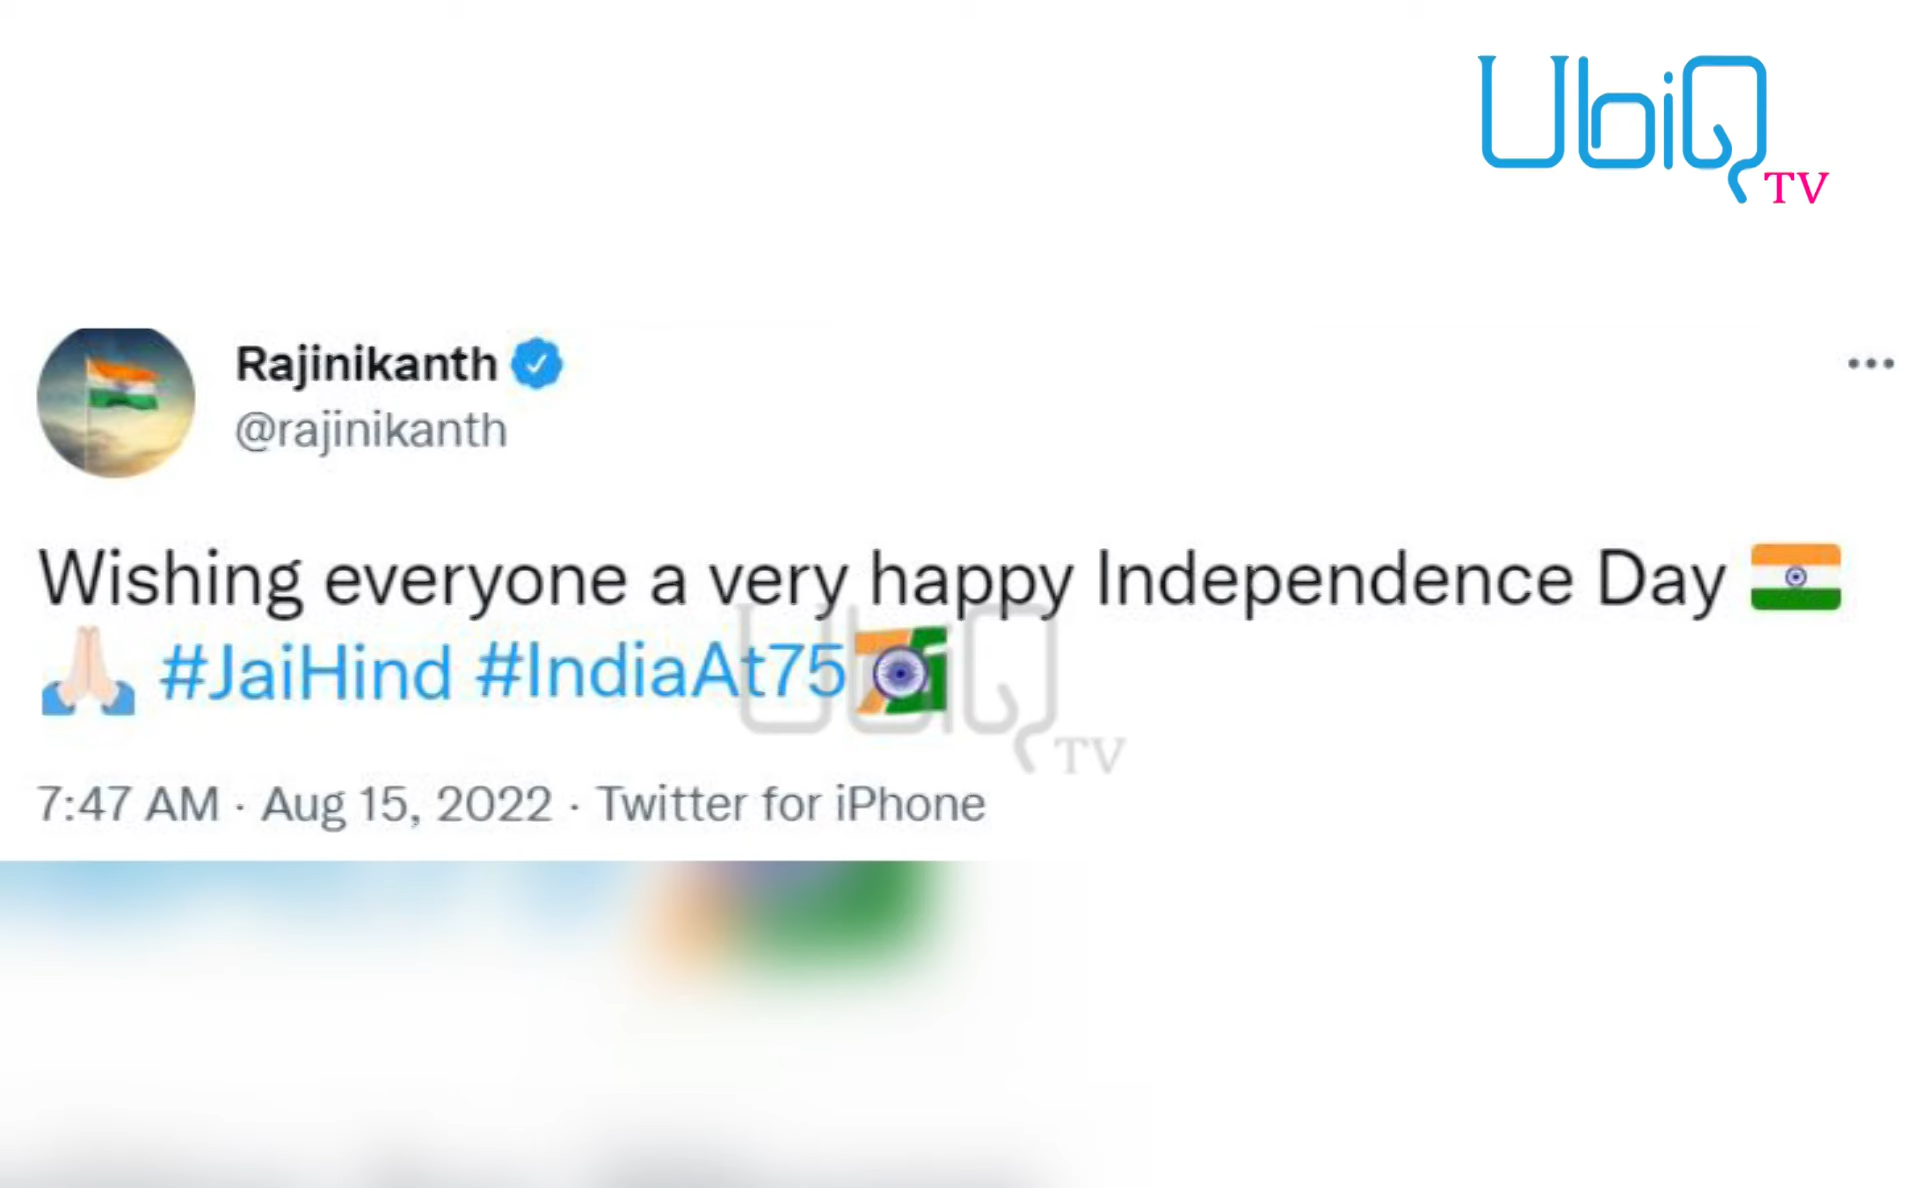 UbiQ
TV
Rajinikanth
@rajinikanth
Wishing everyone a very happy Independence Day 🇮🇳
🙏🏻 #JaiHind #IndiaAt75
UbiQ
TV
7:47 AM · Aug 15, 2022 · Twitter for iPhone